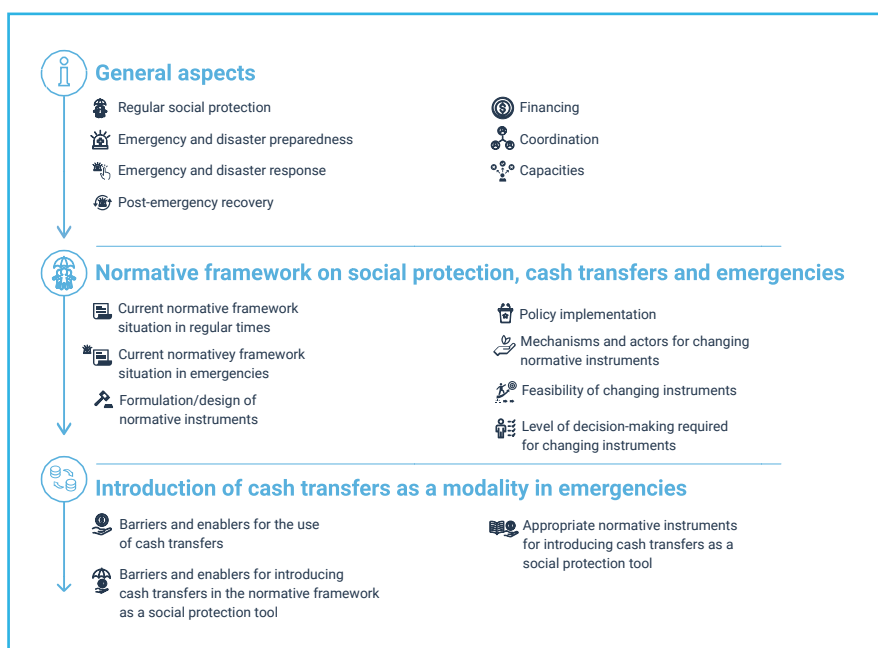 General aspects
Regular social protection
Emergency and disaster preparedness
Emergency and disaster response
Post-emergency recovery
Financing
Coordination
Capacities
Normative framework on social protection, cash transfers and emergencies
Current normative framework
situation in regular times
Current normativey framework
situation in emergencies
Formulation/design of
normative instruments
Policy implementation
Mechanisms and actors for changing
normative instruments
Feasibility of changing instruments
Level of decision-making required
for changing instruments
Introduction of cash transfers as a modality in emergencies
Barriers and enablers for the use
of cash transfers
Barriers and enablers for introducing
cash transfers in the normative framework
as a social protection tool
Appropriate normative instruments
for introducing cash transfers as a
social protection tool